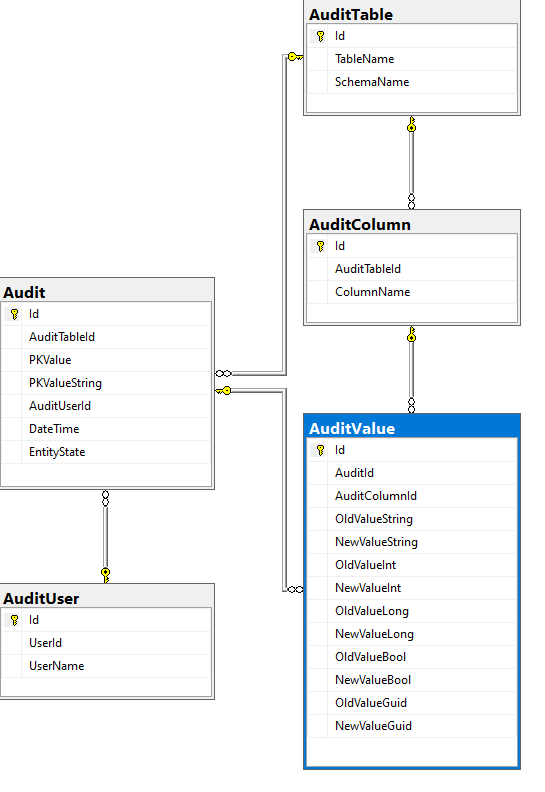 AuditTable
Id
TableName
SchemaName
AuditColumn
Id
AuditTableId
ColumnName
Audit
Id
AuditTableId
PKValue
PKValueString
AuditUserId
DateTime
EntityState
AuditValue
Id
AuditId
AuditColumnId
OldValueString
NewValueString
OldValueInt
NewValueInt
OldValueLong
NewValueLong
OldValueBool
NewValueBool
OldValueGuid
NewValueGuid
AuditUser
Id
UserId
UserName